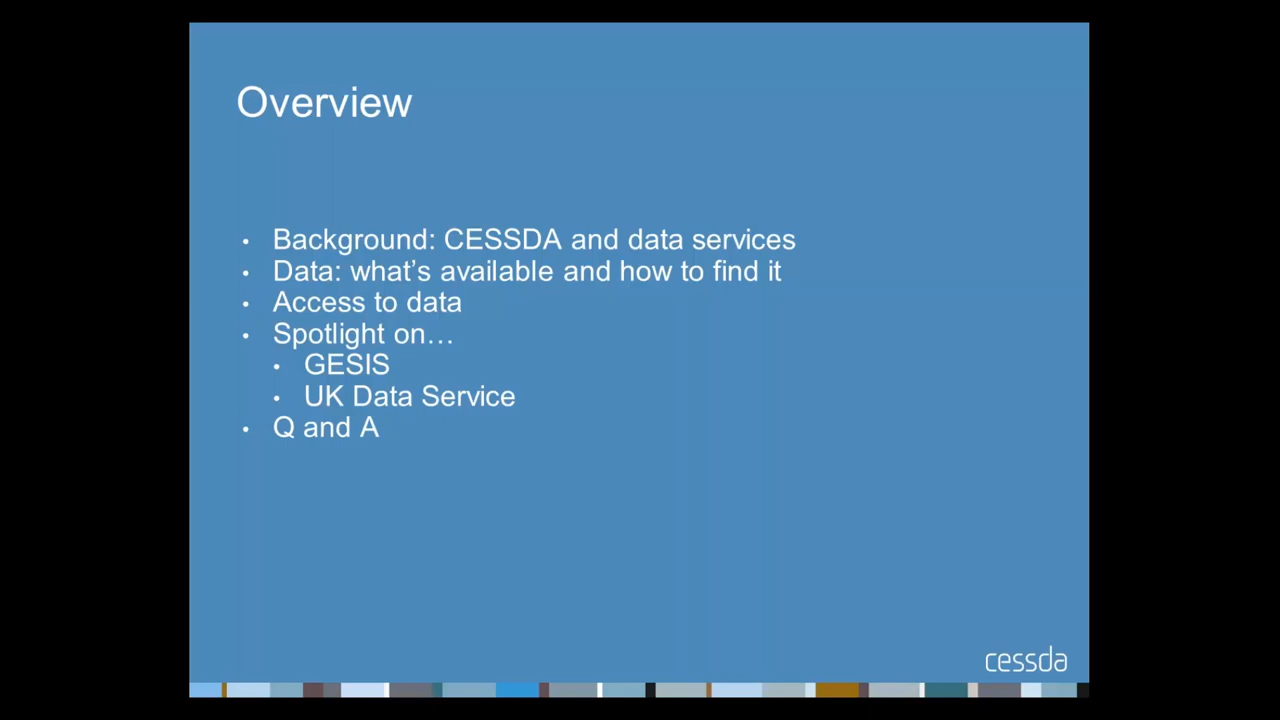 Overview
• Background: CESSDA and data services
• Data: what's available and how to find it
• Access to data
• Spotlight on…
• GESIS
• UK Data Service
• Q and A
cessda